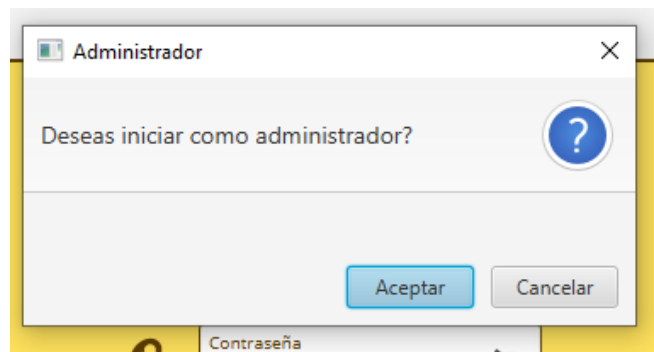 Administrador
Deseas iniciar como administrador?
Aceptar
Cancelar
Contraseña